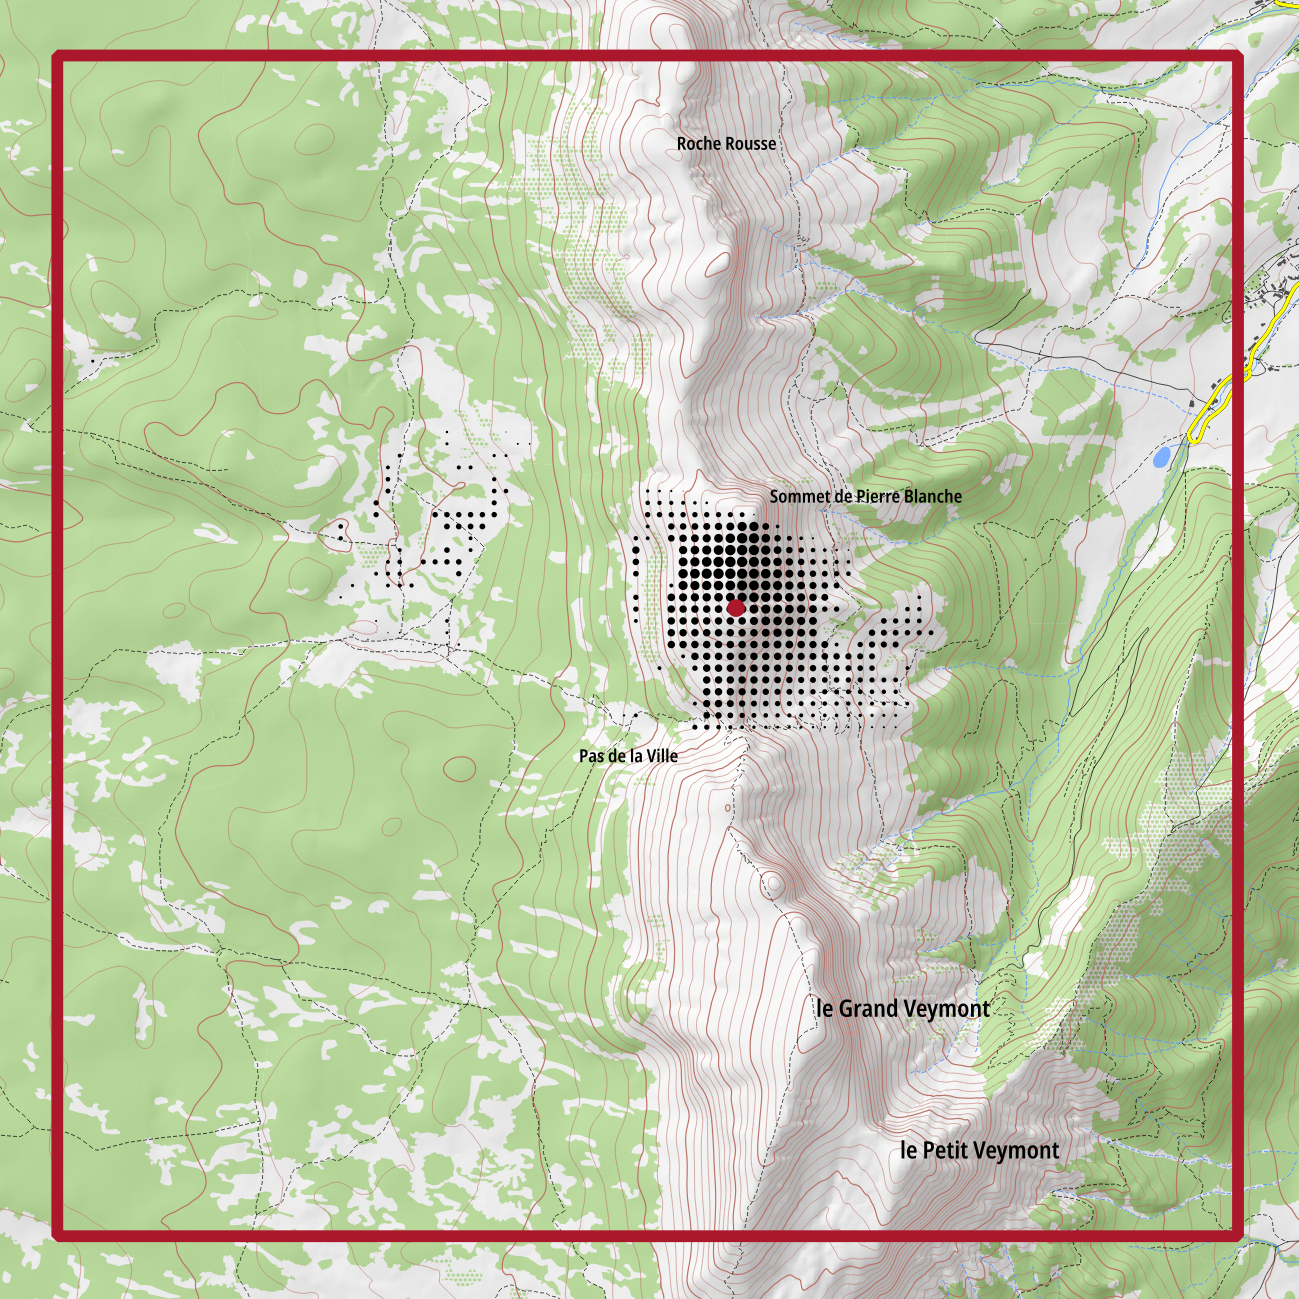 Roche Rousse
Sommet de Pierre Blanche
Pas de la Ville
le Grand Veymont
le Petit Veymont